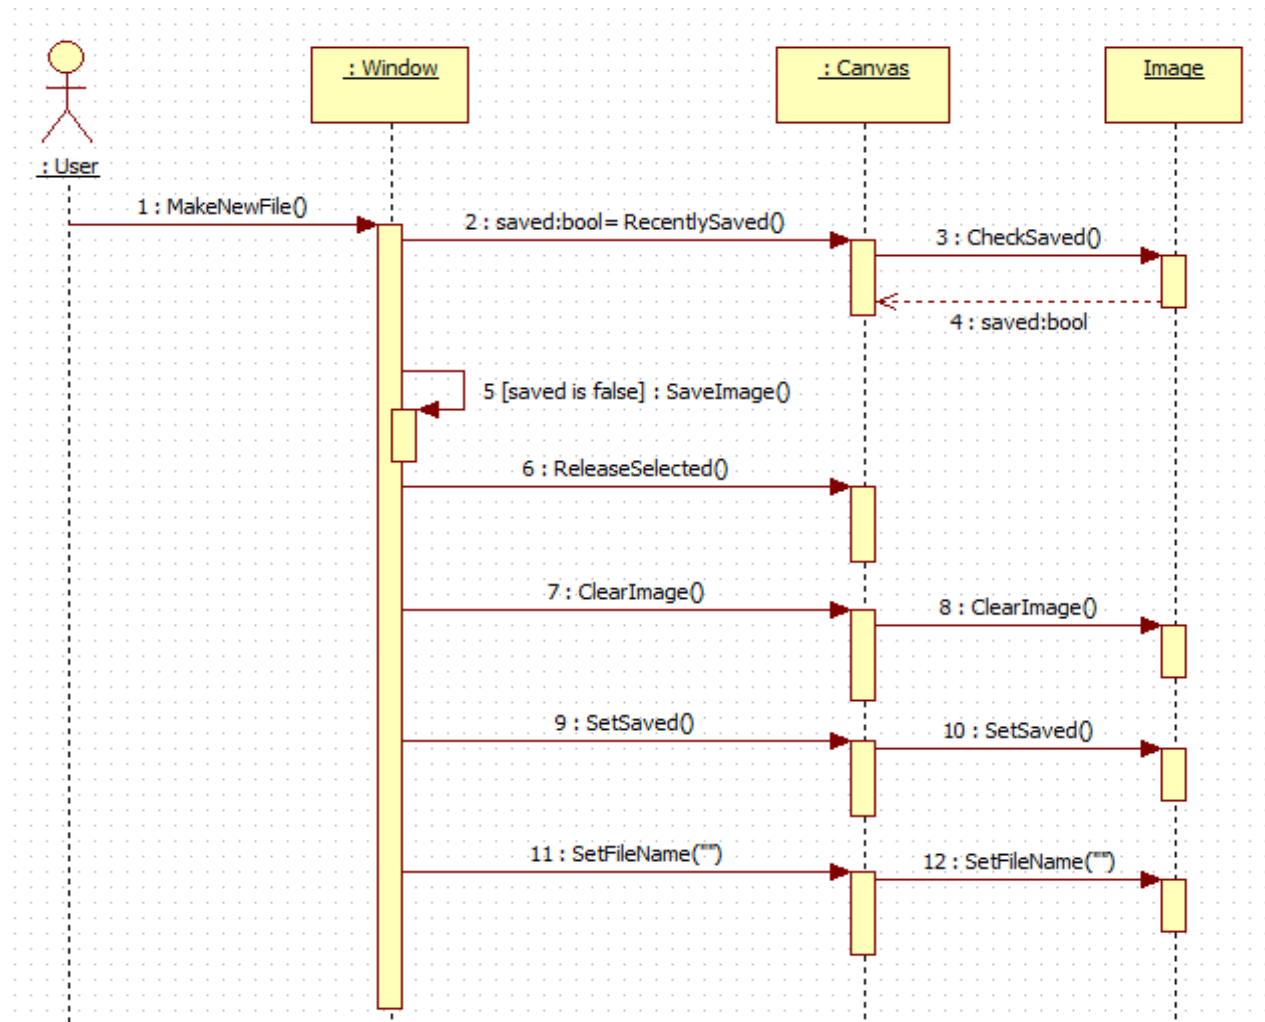 : Window
: Canvas
Image
: User
1 : MakeNewFile()
2 : saved:bool= RecentlySaved()
3 : CheckSaved()
4 : saved:bool
5 [saved is false] : SaveImage()
6 : ReleaseSelected()
7 : ClearImage()
8 : ClearImage()
9 : SetSaved()
10 : SetSaved()
11 : SetFileName("")
12 : SetFileName("")